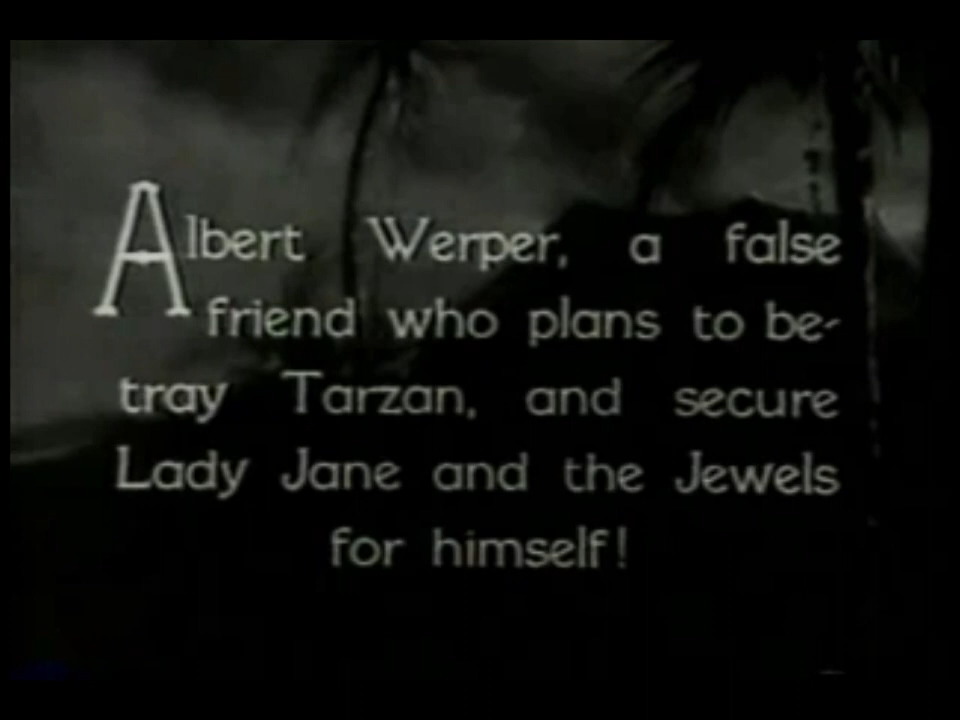 Albert Werper, a false
friend who plans to be-
tray Tarzan, and secure
Lady Jane and the Jewels
for himself!